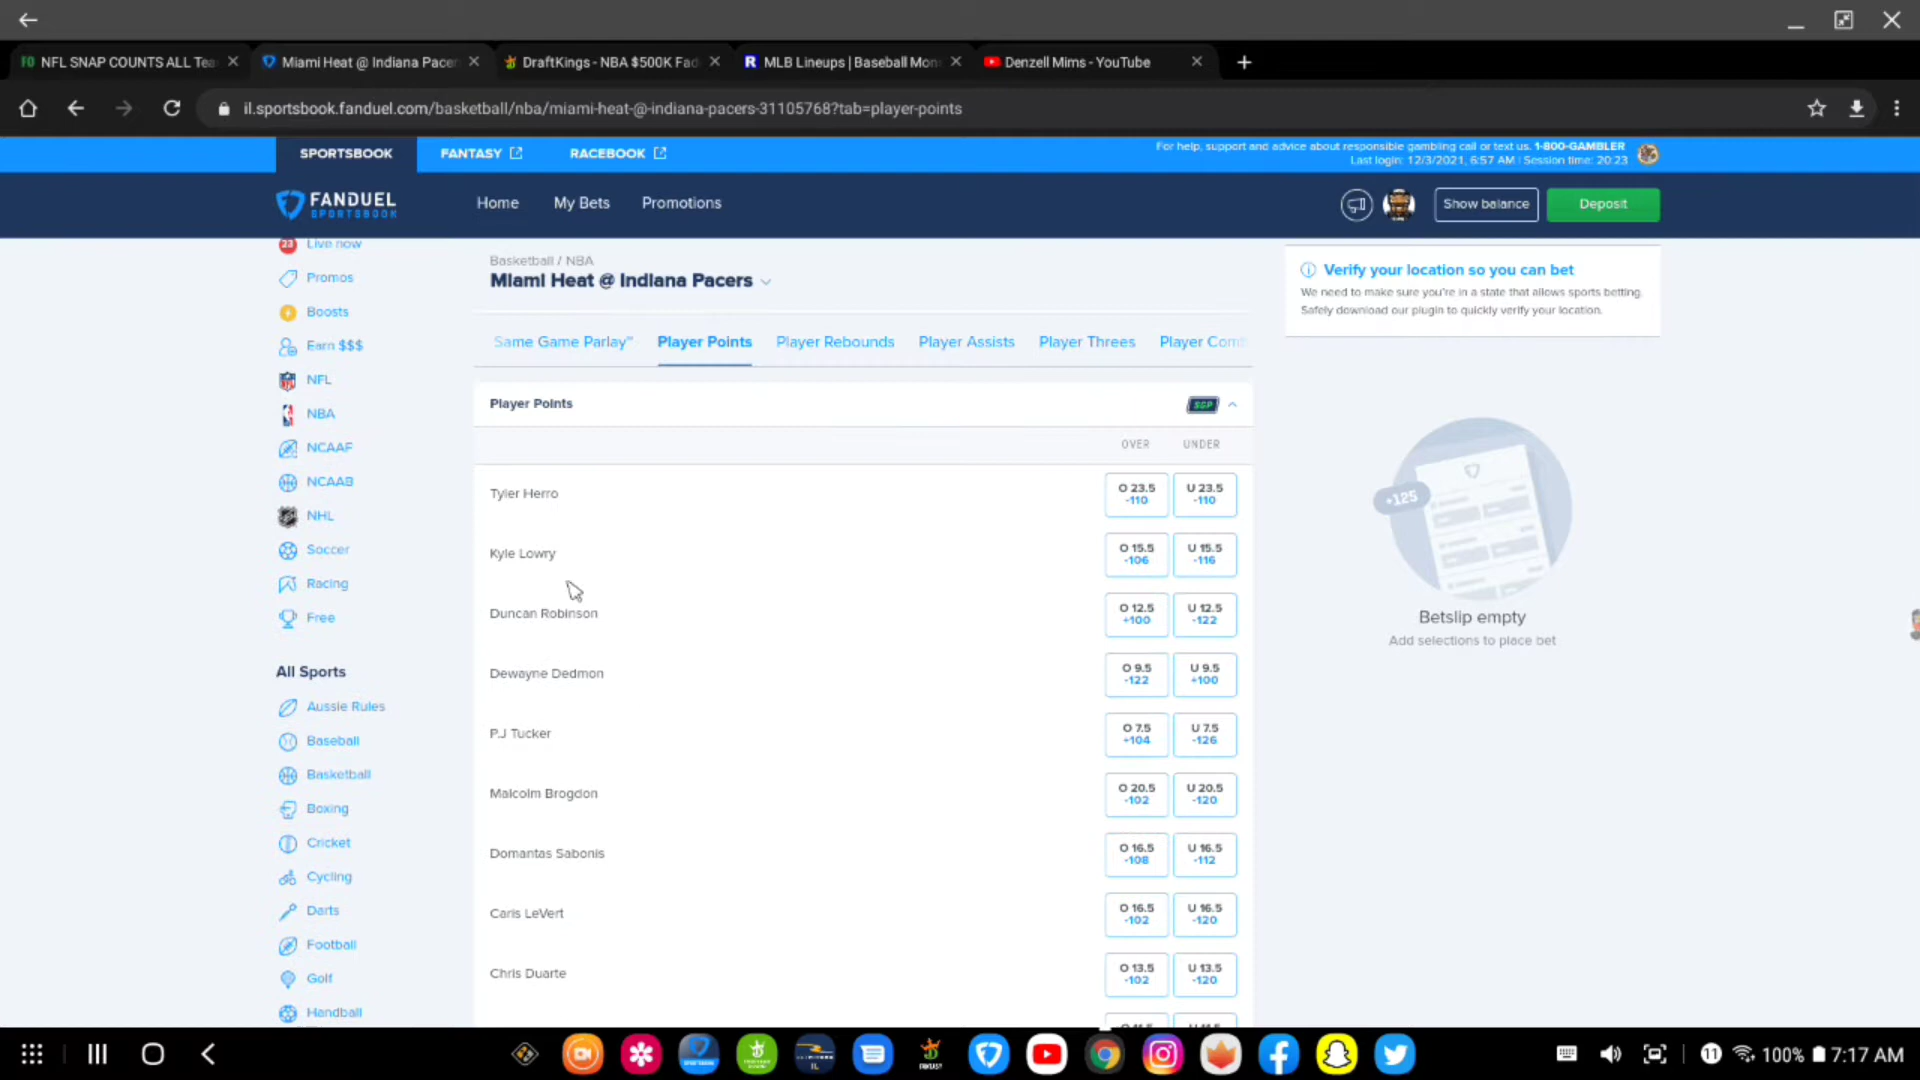 NFL SNAP COUNTS ALL Tea
Miami Heat @ Indiana Pacer
DraftKings - NBA $500K Fad
R MLB Lineups | Baseball Mon
Denzell Mims - YouTube
il.sportsbook.fanduel.com/basketball/nba/miami-heat-@-indiana-pacers-31105768?tab=player-points
SPORTSBOOK FANTASY RACEBOOK
For help, support and advice about responsible gambling call or text us. 1-800-GAMBLER
Last login: 12/3/2021, 6:57 AM | Session time: 20:23
FANDUEL
SPORTSBOOK
Home My Bets Promotions
Show balance
Deposit
23 Live now
Promos
Boosts
Earn $$$
NFL
NBA
NCAAF
NCAAB
NHL
Soccer
Racing
Free
All Sports
Aussie Rules
Baseball
Basketball
Boxing
Cricket
Cycling
Darts
Football
Golf
Handball
Basketball / NBA
Miami Heat @ Indiana Pacers
Same Game Parlay™ Player Points Player Rebounds Player Assists Player Threes Player Com
Player Points
SGP
OVER UNDER
Tyler Herro
O 23.5 U 23.5
-110 -110
Kyle Lowry
O 15.5 U 15.5
-106 -116
Duncan Robinson
O 12.5 U 12.5
+100 -122
Dewayne Dedmon
O 9.5 U 9.5
-122 +100
P.J Tucker
O 7.5 U 7.5
+104 -126
Malcolm Brogdon
O 20.5 U 20.5
-102 -120
Domantas Sabonis
O 16.5 U 16.5
-108 -112
Caris LeVert
O 16.5 U 16.5
-102 -120
Chris Duarte
O 13.5 U 13.5
-102 -120
Verify your location so you can bet
We need to make sure you're in a state that allows sports betting.
Safely download our plugin to quickly verify your location.
+125
Betslip empty
Add selections to place bet
IL
FANTASY
11 100% 7:17 AM